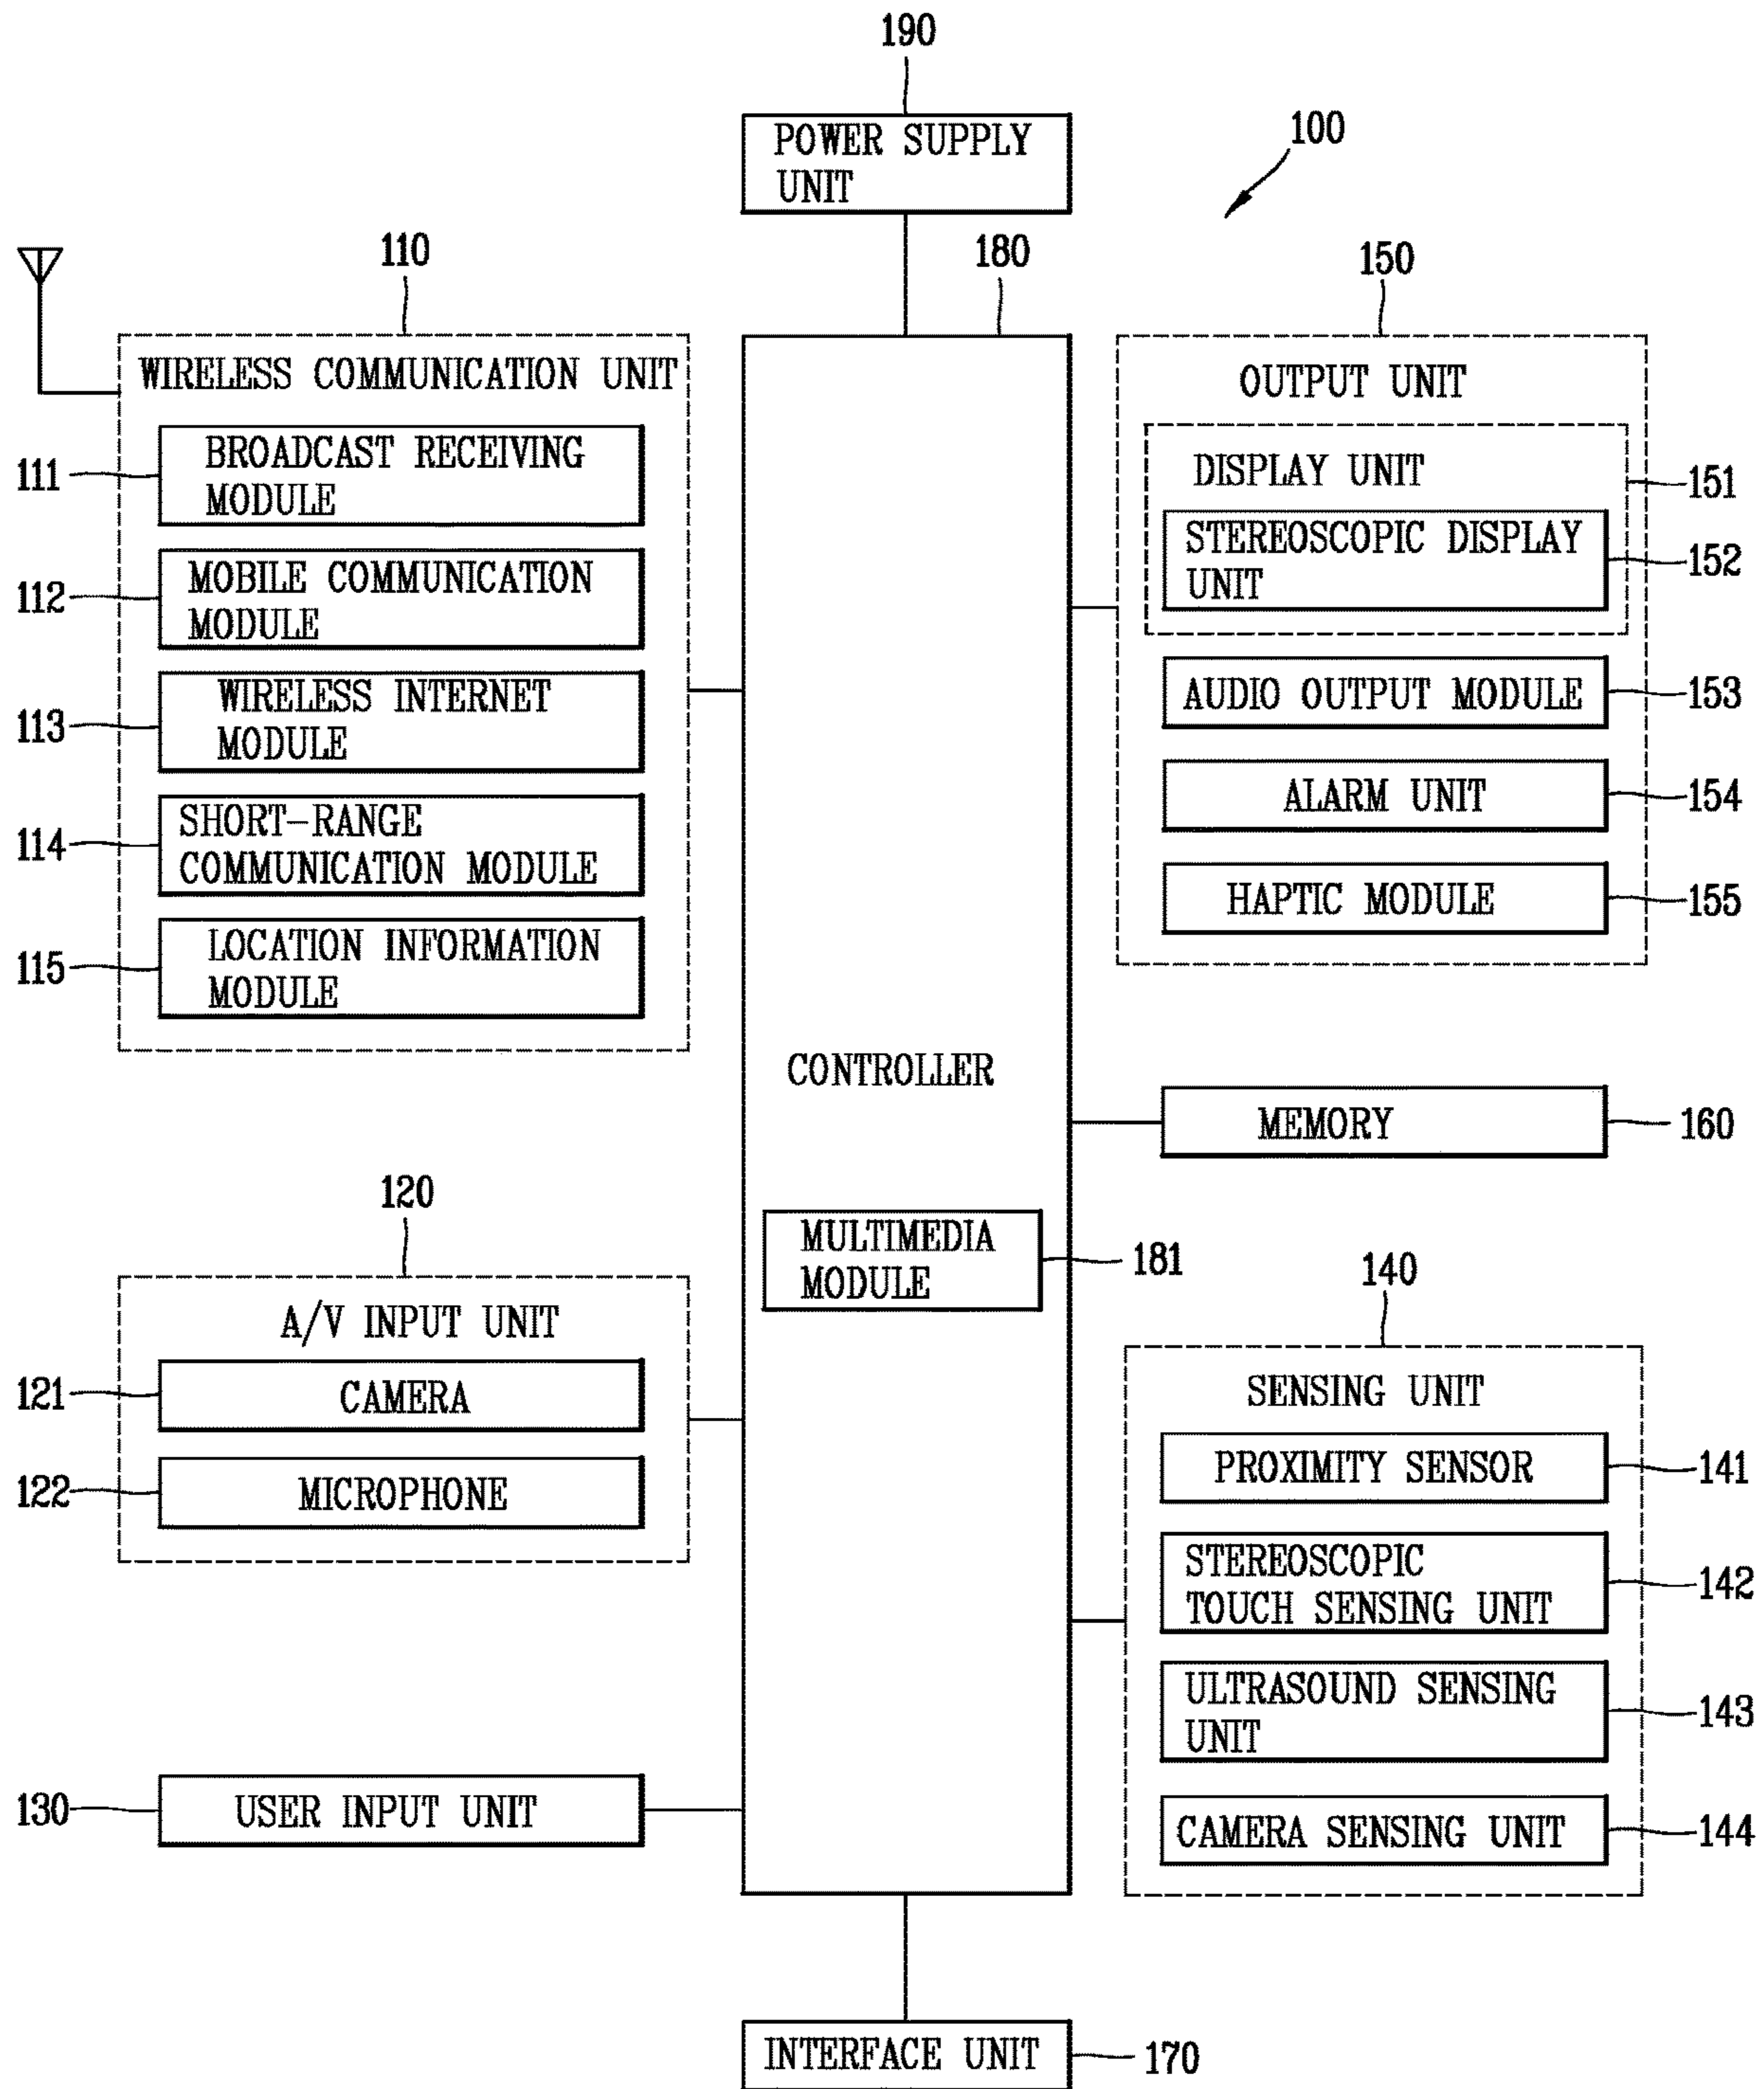 190
POWER SUPPLY
UNIT
100
110
180
150
WIRELESS COMMUNICATION UNIT
111
BROADCAST RECEIVING
MODULE
112
MOBILE COMMUNICATION
MODULE
113
WIRELESS INTERNET
MODULE
114
SHORT-RANGE
COMMUNICATION MODULE
115
LOCATION INFORMATION
MODULE
OUTPUT UNIT
DISPLAY UNIT
151
STEREOSCOPIC DISPLAY
UNIT
152
AUDIO OUTPUT MODULE
153
ALARM UNIT
154
HAPTIC MODULE
155
CONTROLLER
MEMORY
160
MULTIMEDIA
MODULE
181
120
A/V INPUT UNIT
121
CAMERA
122
MICROPHONE
140
SENSING UNIT
PROXIMITY SENSOR
141
STEREOSCOPIC
TOUCH SENSING UNIT
142
ULTRASOUND SENSING
UNIT
143
CAMERA SENSING UNIT
144
130
USER INPUT UNIT
INTERFACE UNIT
170